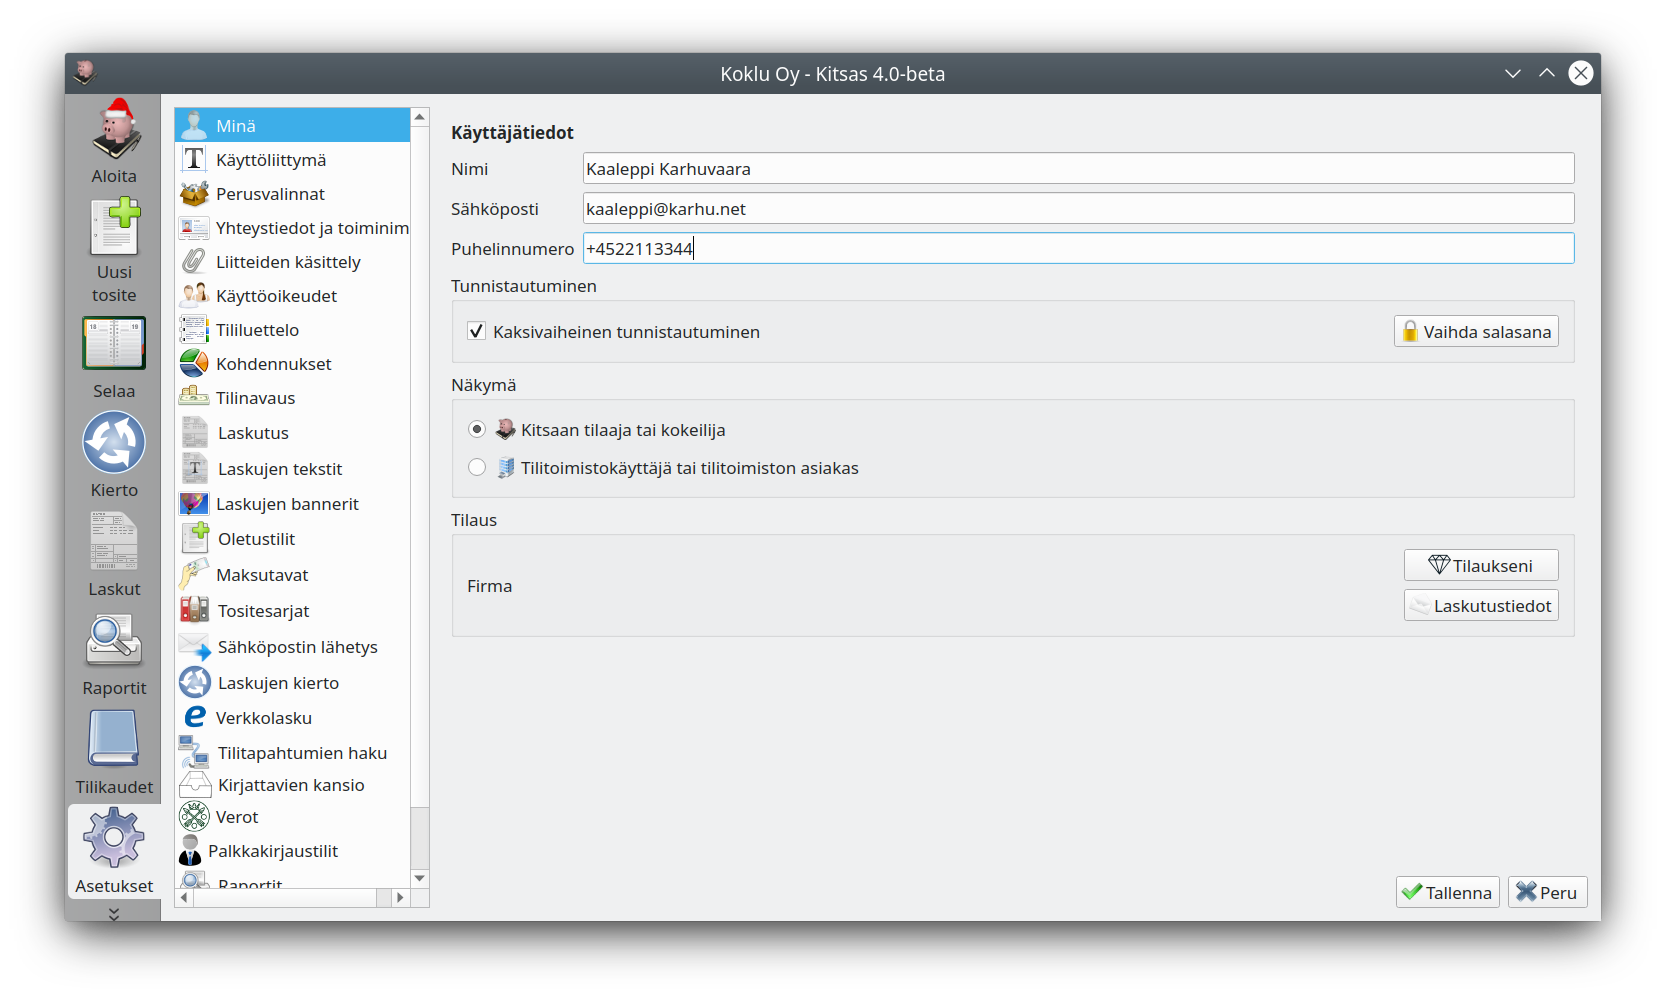 Koklu Oy - Kitsas 4.0-beta
Aloita
Uusi
tosite
Selaa
Kierto
Laskut
Raportit
Tilikaudet
Asetukset
Minä
Käyttöliittymä
Perusvalinnat
Yhteystiedot ja toiminim
Liitteiden käsittely
Käyttöoikeudet
Tililuettelo
Kohdennukset
Tilinavaus
Laskutus
Laskujen tekstit
Laskujen bannerit
Oletustilit
Maksutavat
Tositesarjat
Sähköpostin lähetys
Laskujen kierto
Verkkolasku
Tilitapahtumien haku
Kirjattavien kansio
Verot
Palkkakirjaustilit
Raportit
Käyttäjätiedot
Nimi Kaaleppi Karhuvaara
Sähköposti kaaleppi@karhu.net
Puhelinnumero +4522113344
Tunnistautuminen
Kaksivaiheinen tunnistautuminen Vaihda salasana
Näkymä
Kitsaan tilaaja tai kokeilija
Tilitoimistokäyttäjä tai tilitoimiston asiakas
Tilaus
Firma
Tilaukseni
Laskutustiedot
Tallenna Peru